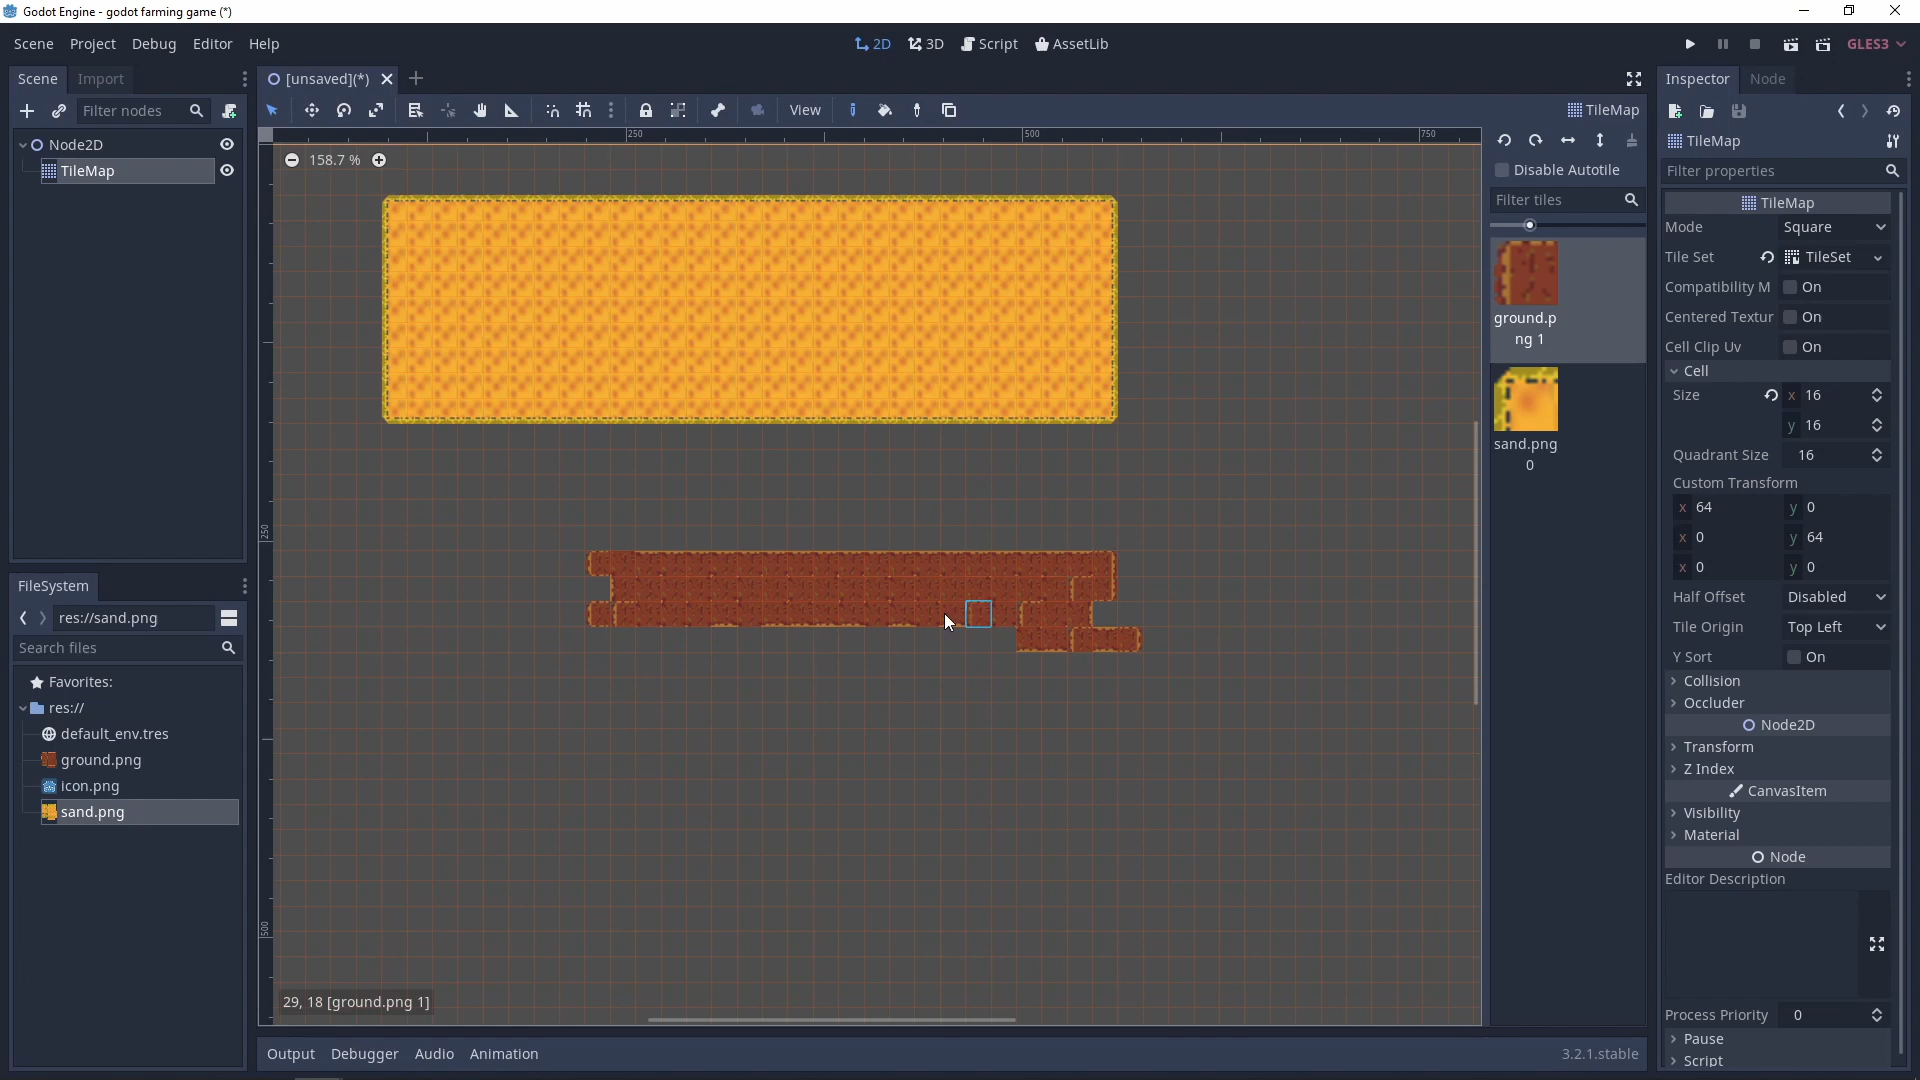 Godot Engine - godot farming game (*)
Scene Project Debug Editor Help
2D 3D Script AssetLib
GLES3
Scene Import
[unsaved](*)
Inspector Node
Filter nodes
View
TileMap
Node2D
TileMap
250 500 750
158.7 %
Disable Autotile
Filter tiles
ground.p
ng 1
sand.png
0
250
500
29, 18 [ground.png 1]
FileSystem
res://sand.png
Search files
Favorites:
res://
default_env.tres
ground.png
icon.png
sand.png
Output Debugger Audio Animation
3.2.1.stable
TileMap
Filter properties
TileMap
Mode Square
Tile Set TileSet
Compatibility M On
Centered Textur On
Cell Clip Uv On
Cell
Size x 16
y 16
Quadrant Size 16
Custom Transform
x 64 y 0
x 0 y 64
x 0 y 0
Half Offset Disabled
Tile Origin Top Left
Y Sort On
Collision
Occluder
Node2D
Transform
Z Index
CanvasItem
Visibility
Material
Node
Editor Description
Process Priority 0
Pause
Script